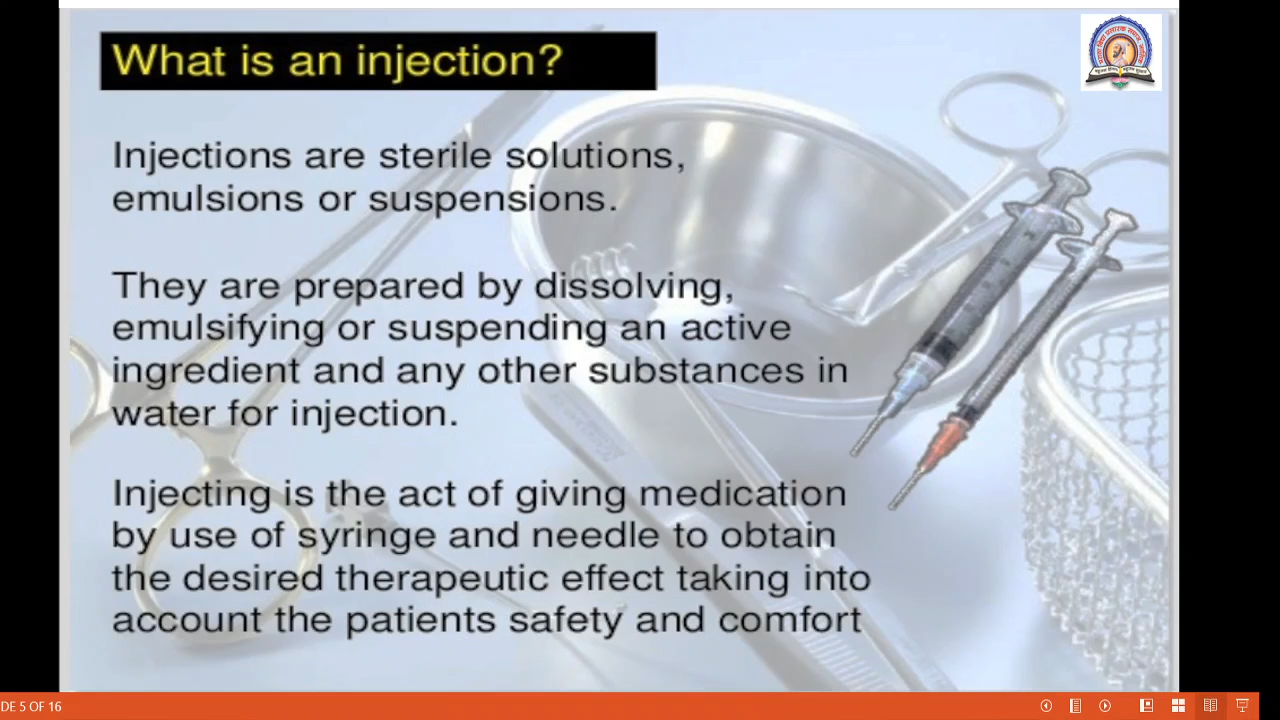 What is an injection?
Injections are sterile solutions,
emulsions or suspensions.
They are prepared by dissolving,
emulsifying or suspending an active
ingredient and any other substances in
water for injection.
Injecting is the act of giving medication
by use of syringe and needle to obtain
the desired therapeutic effect taking into
account the patients safety and comfort
DE 5 OF 16